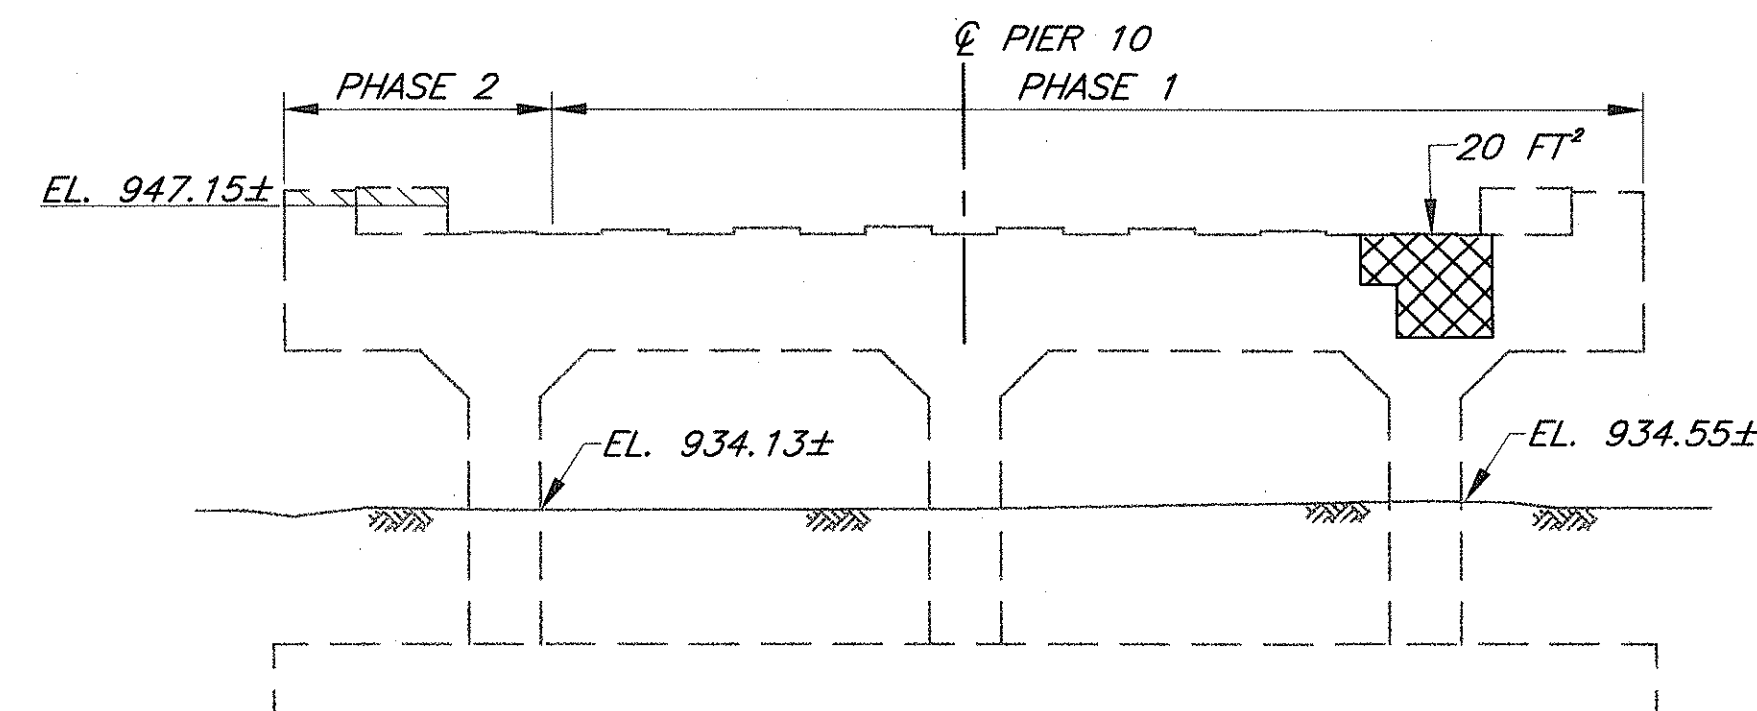 ℄ PIER 10
PHASE 2
PHASE 1
20 FT²
EL. 947.15±
EL. 934.13±
EL. 934.55±